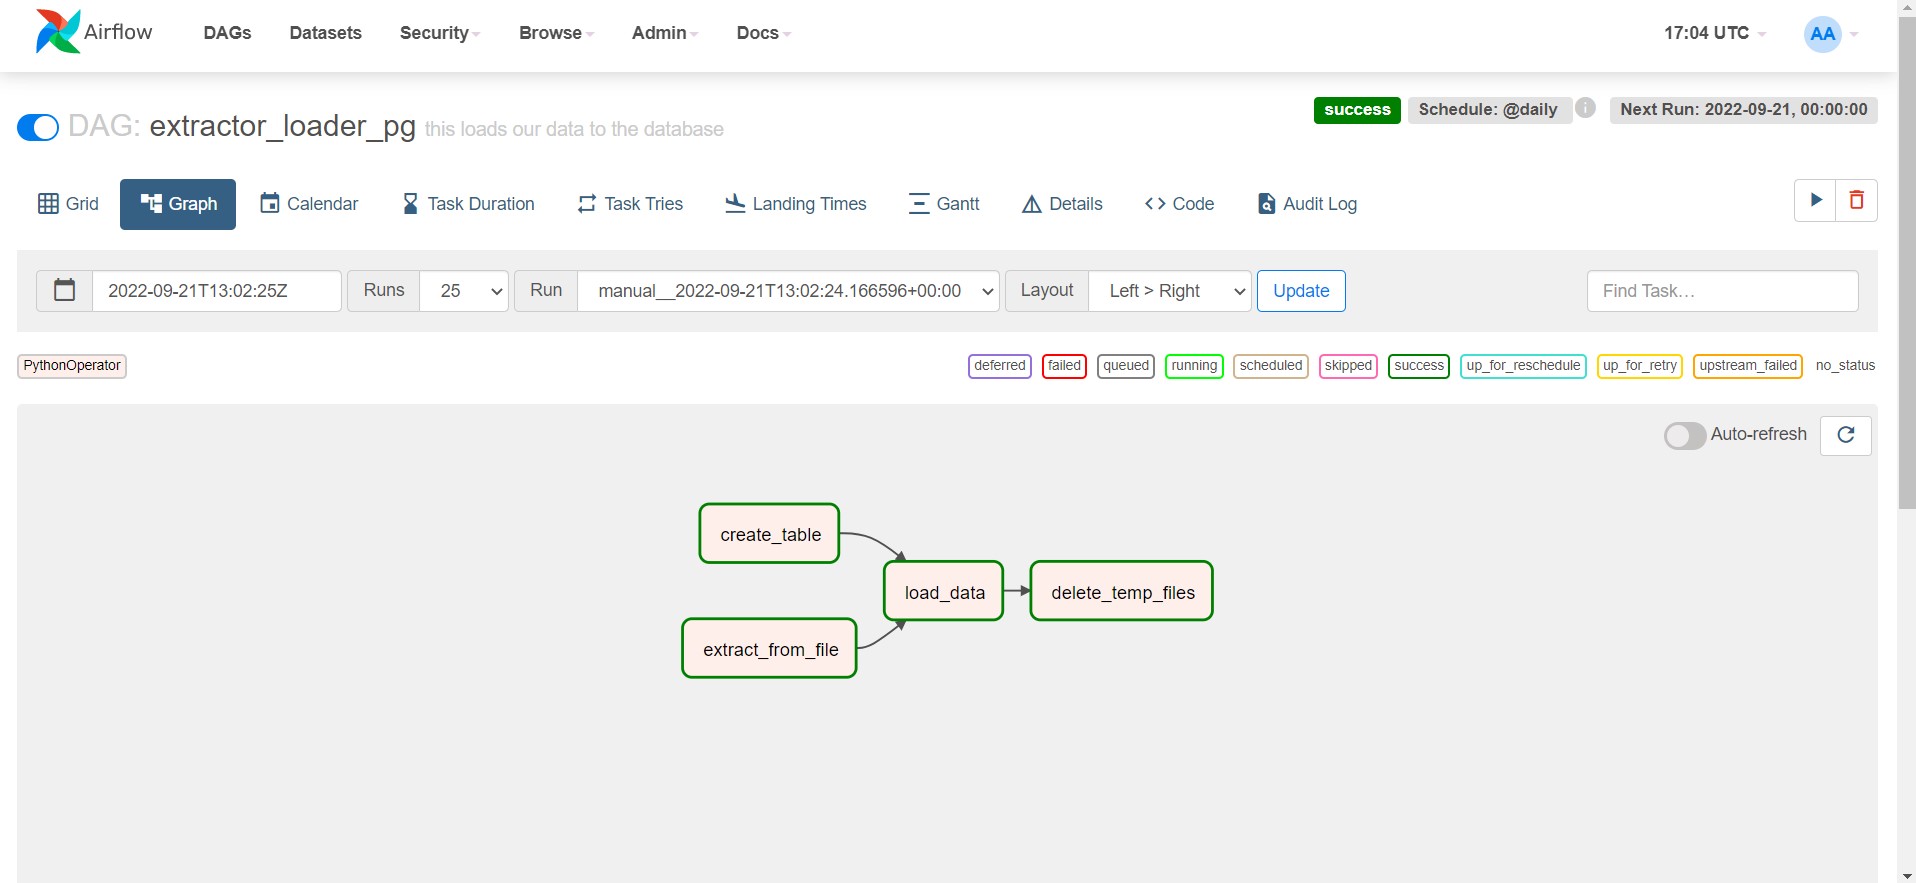 Airflow DAGs Datasets Security Browse Admin Docs 17:04 UTC AA
success Schedule: @daily i Next Run: 2022-09-21, 00:00:00
DAG: extractor_loader_pg this loads our data to the database
Grid Graph Calendar Task Duration Task Tries Landing Times Gantt Details Code Audit Log
2022-09-21T13:02:25Z Runs 25 Run manual__2022-09-21T13:02:24.166596+00:00 Layout Left > Right Update Find Task…
PythonOperator deferred failed queued running scheduled skipped success up_for_reschedule up_for_retry upstream_failed no_status
Auto-refresh
create_table
load_data delete_temp_files
extract_from_file